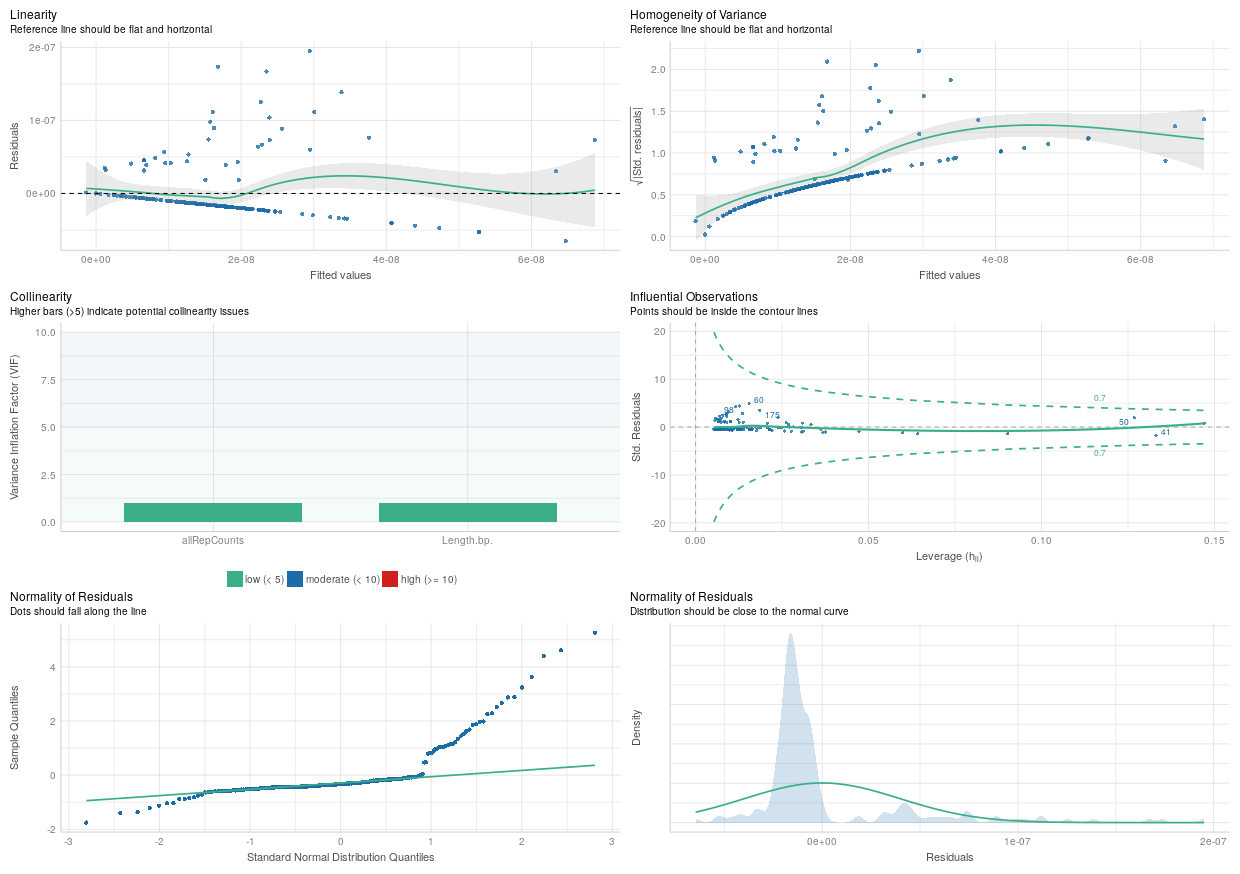 Linearity
Reference line should be flat and horizontal
2e-07
1e-07
0e+00
Residuals
0e+00
2e-08
4e-08
6e-08
Fitted values
Homogeneity of Variance
Reference line should be flat and horizontal
2.0
1.5
1.0
0.5
0.0
√|Std. residuals|
0e+00
2e-08
4e-08
6e-08
Fitted values
Collinearity
Higher bars (>5) indicate potential collinearity issues
10.0
7.5
5.0
2.5
0.0
Variance Inflation Factor (VIF)
allRepCounts
Length.bp.
low (< 5)
moderate (< 10)
high (>= 10)
Influential Observations
Points should be inside the contour lines
20
10
0
-10
-20
Std. Residuals
98
60
175
0.7
50
41
0.7
0.00
0.05
0.10
0.15
Leverage (hii)
Normality of Residuals
Dots should fall along the line
4
2
0
-2
Sample Quantiles
-3
-2
-1
0
1
2
3
Standard Normal Distribution Quantiles
Normality of Residuals
Distribution should be close to the normal curve
Density
0e+00
1e-07
2e-07
Residuals